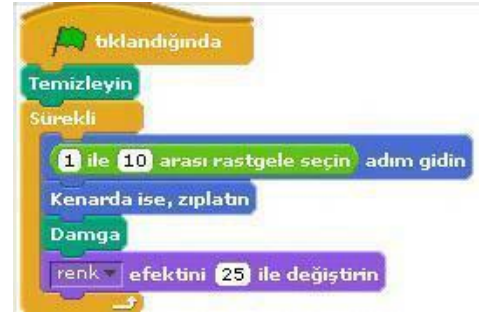 tıklandığında
Temizleyin
Sürekli
1 ile 10 arası rastgele seçin adım gidin
Kenarda ise, zıplatın
Damga
renk efektini 25 ile değiştirin